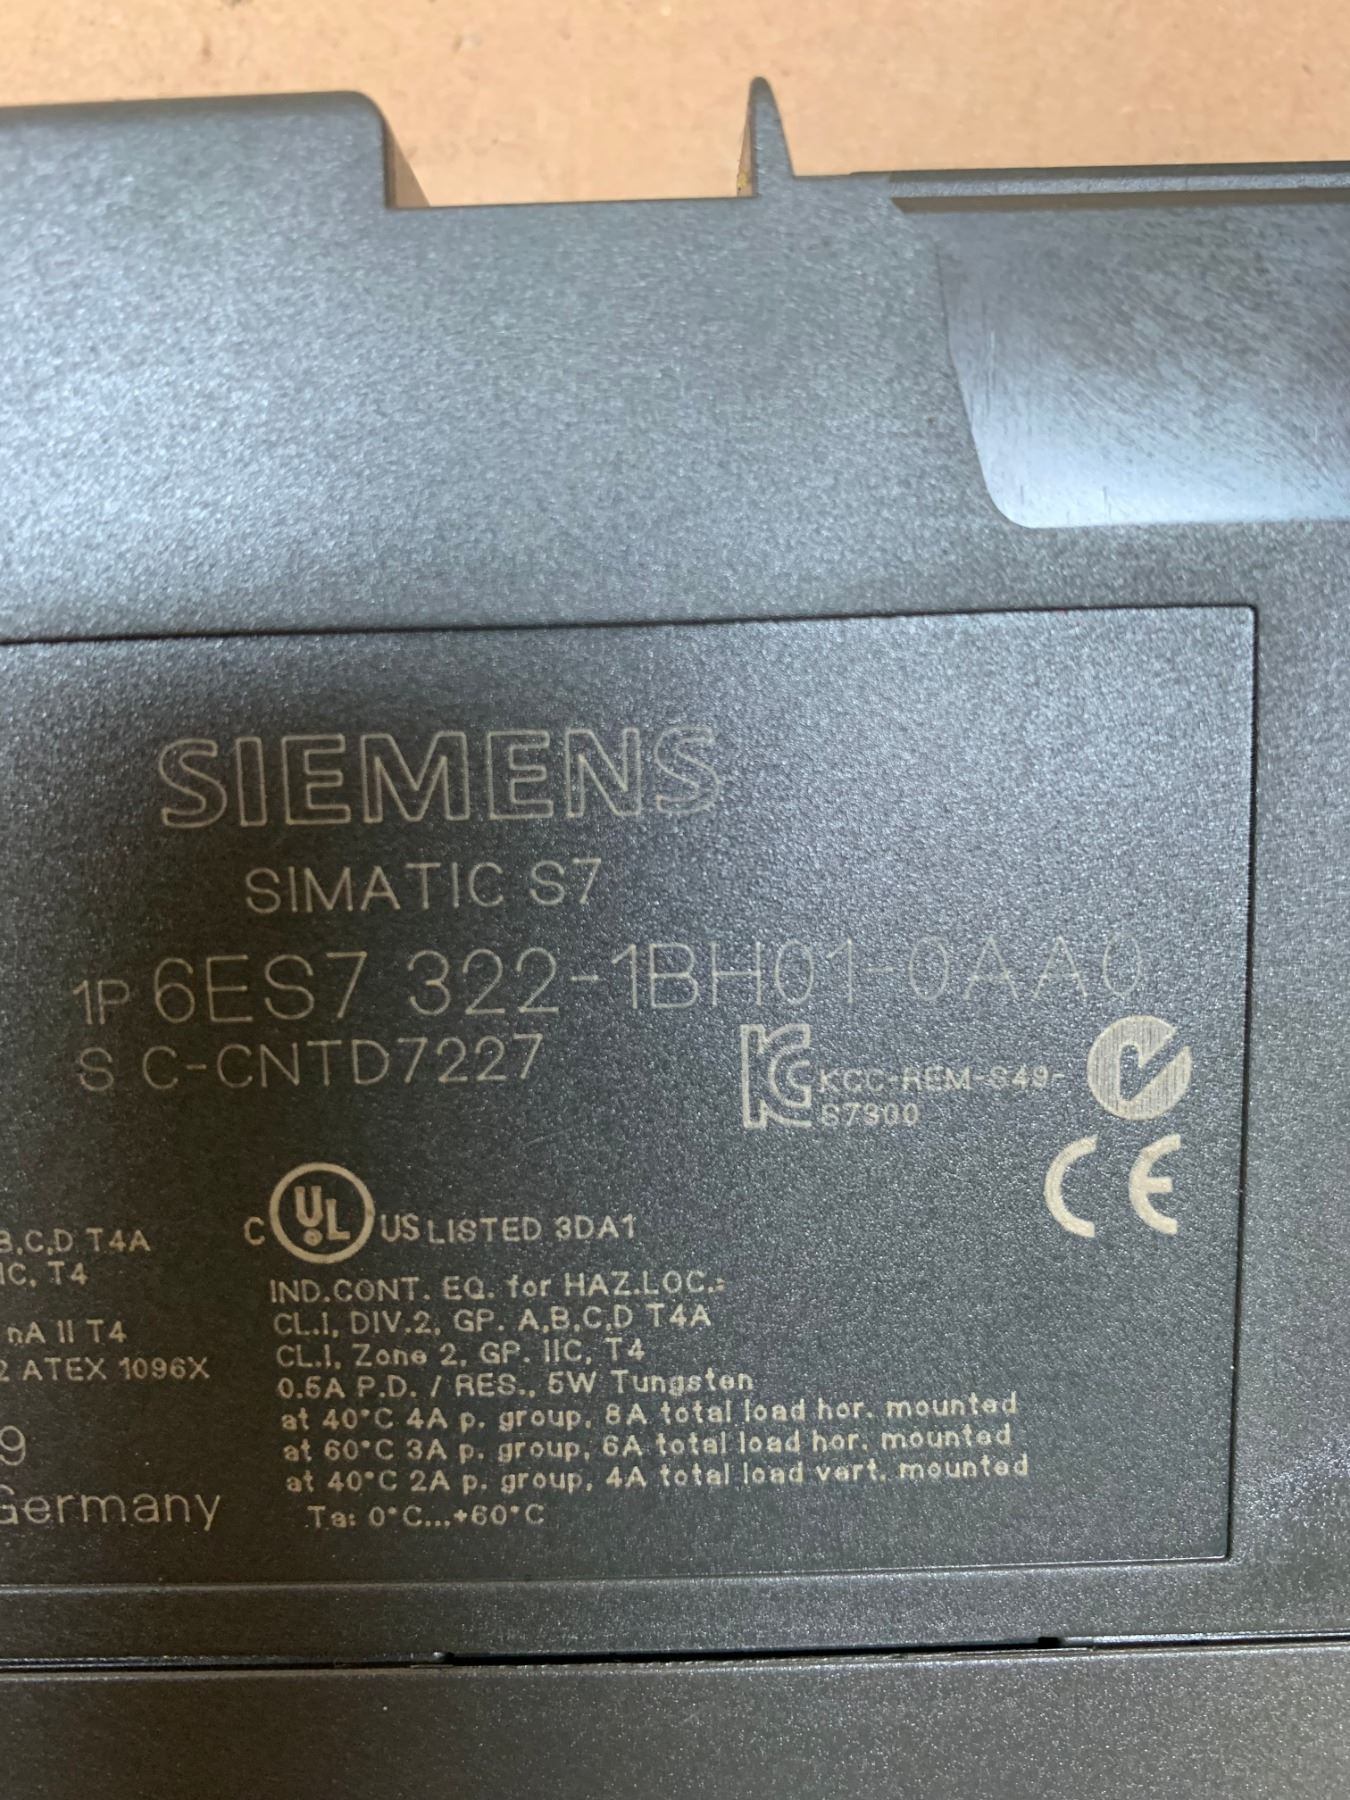 SIEMENS
SIMATIC S7
1P 6ES7 322-1BH01-0AA0
S C-CNTD7227
KCC-REM-S49-
S7300
C UL US LISTED 3DA1
IND.CONT. EQ. for HAZ.LOC.:
CL.I, DIV.2, GP. A,B,C,D T4A
CL.I, Zone 2, GP. IIC, T4
0.5A P.D. / RES., 5W Tungsten
at 40°C 4A p. group, 8A total load hor. mounted
at 60°C 3A p. group, 6A total load hor. mounted
at 40°C 2A p. group, 4A total load vert. mounted
Ta: 0°C...+60°C
CE
B,C,D T4A
IC, T4
nA II T4
2 ATEX 1096X
9
Germany